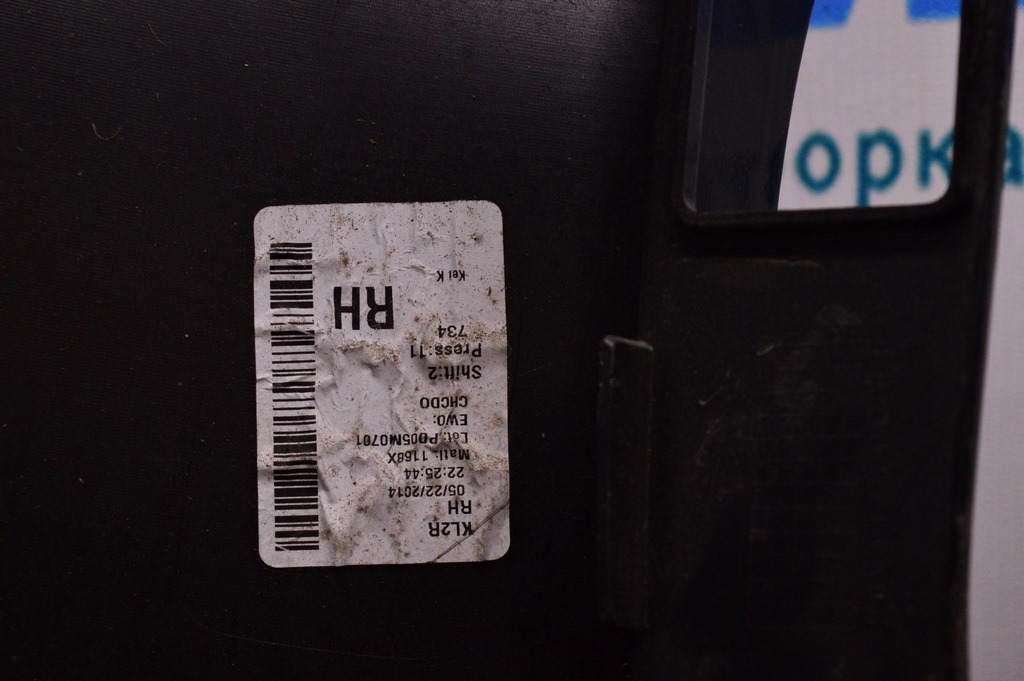 KL2R
RH
05/22/2014
22:25:44
Matl: 1168X
Lot: PD05M0701
EWO:
CHCDO
Shift:2
Press:11
734
RH
Kei K
орка